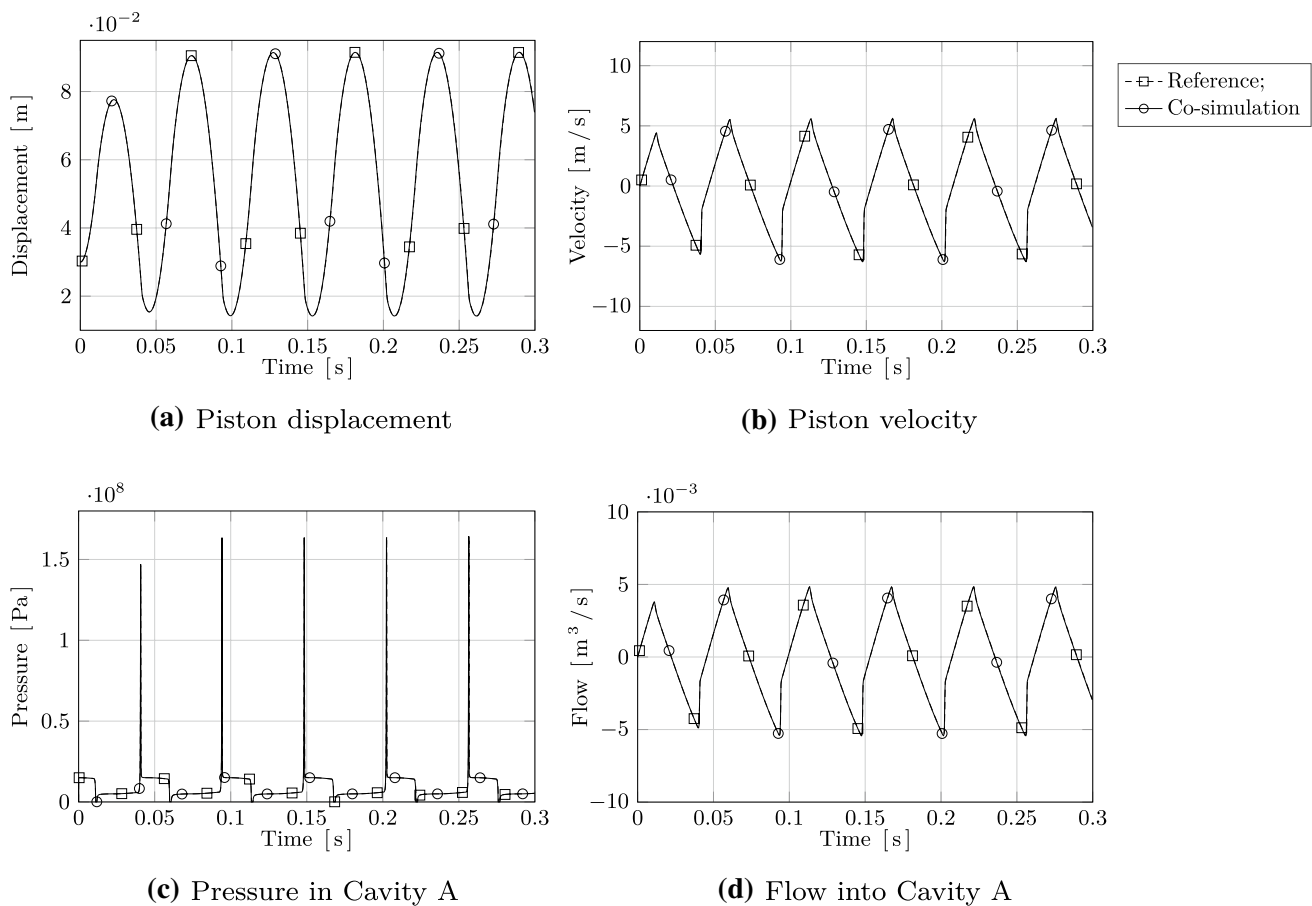 ·10⁻²
8
6
4
2
Displacement [m]
0 0.05 0.1 0.15 0.2 0.25 0.3
Time [s]
(a) Piston displacement
10
5
0
−5
−10
Velocity [m/s]
0 0.05 0.1 0.15 0.2 0.25 0.3
Time [s]
(b) Piston velocity
Reference;
Co-simulation
·10⁸
1.5
1
0.5
0
Pressure [Pa]
0 0.05 0.1 0.15 0.2 0.25 0.3
Time [s]
(c) Pressure in Cavity A
·10⁻³
10
5
0
−5
−10
Flow [m³/s]
0 0.05 0.1 0.15 0.2 0.25 0.3
Time [s]
(d) Flow into Cavity A